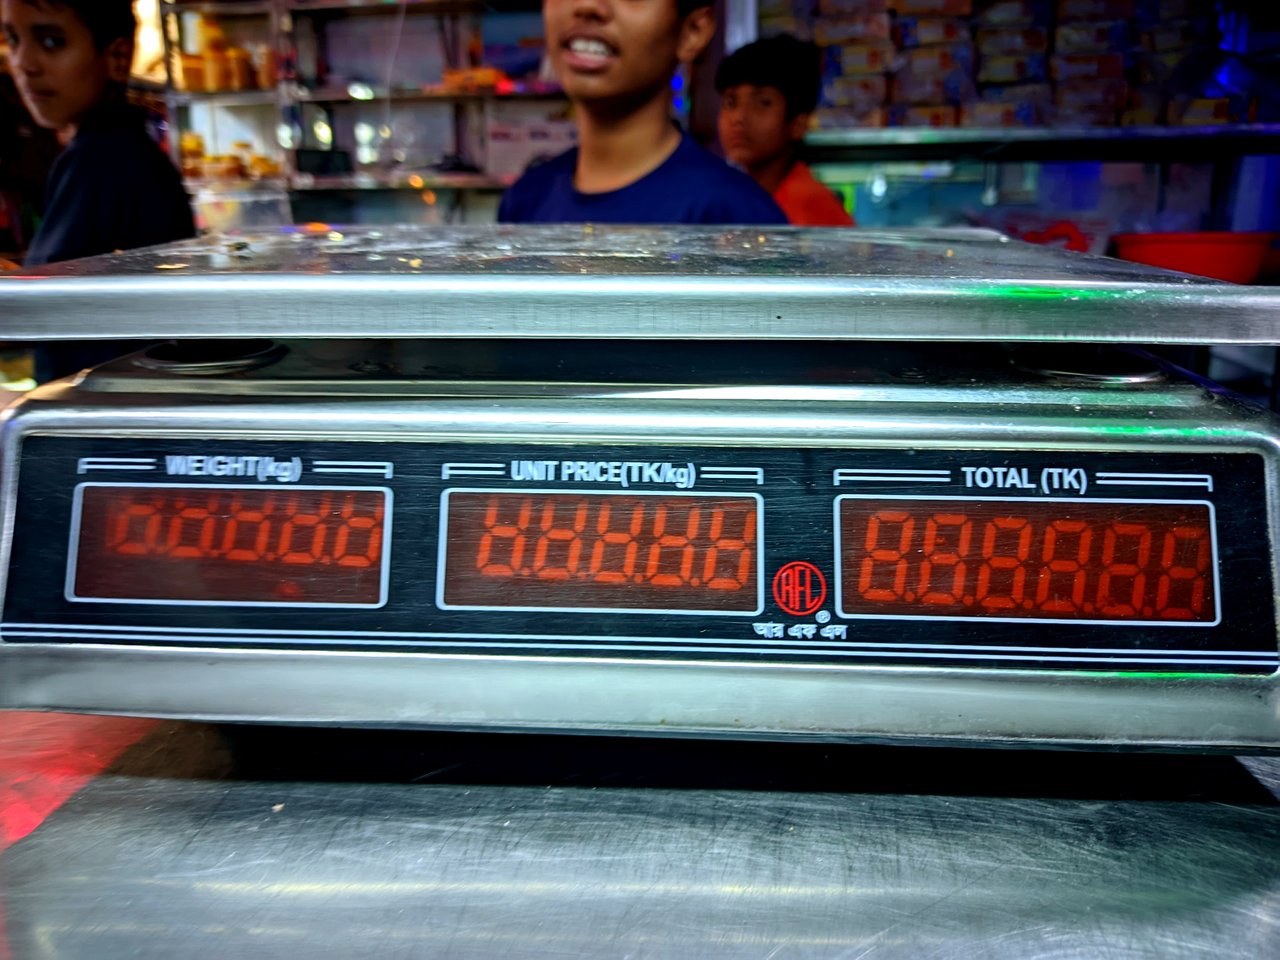 WEIGHT(kg)
UNIT PRICE(TK/kg)
TOTAL (TK)
RFL
®
আর এফ এল